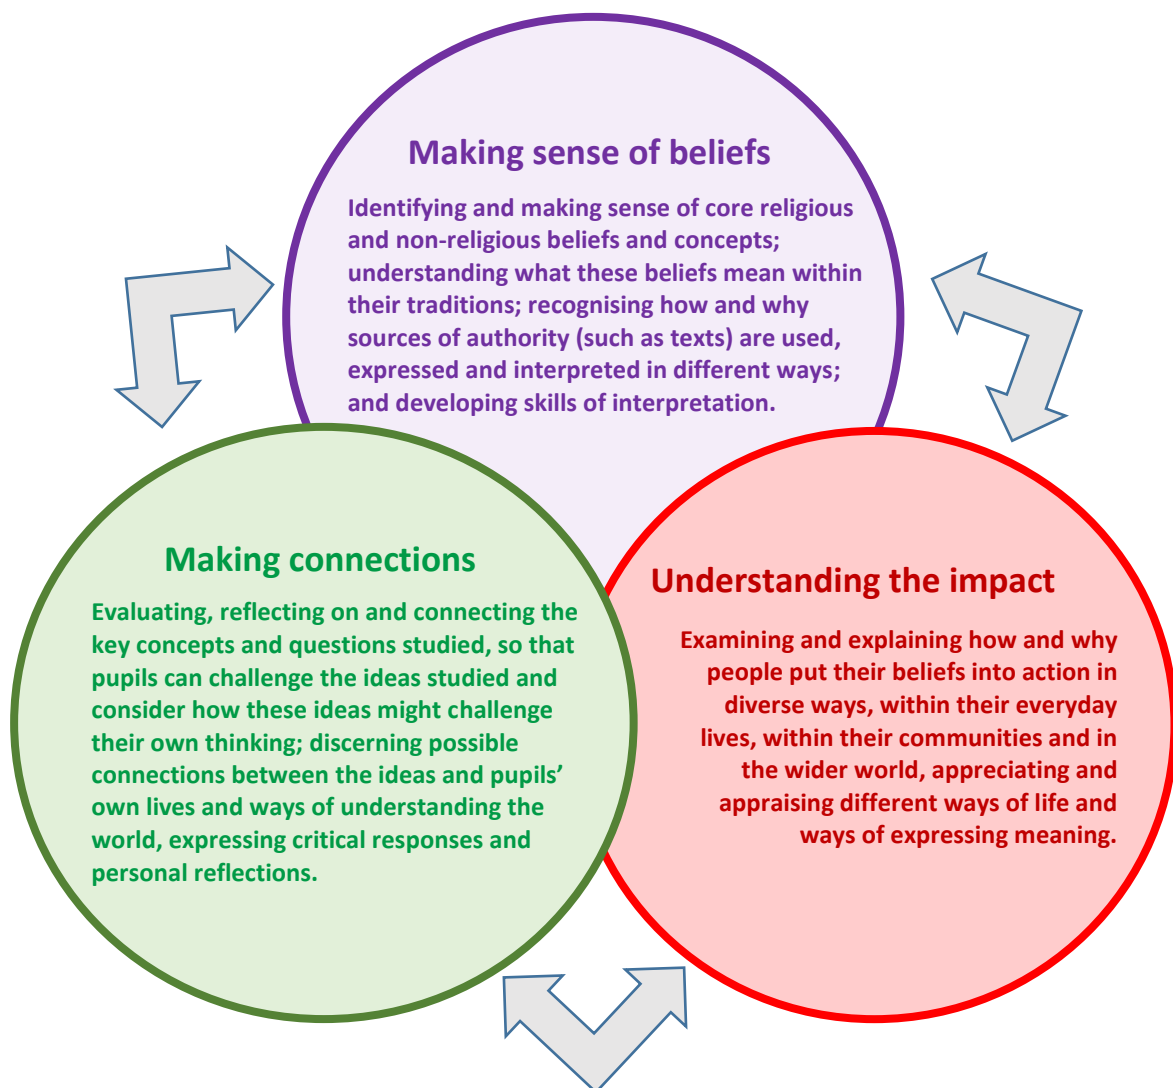 Making sense of beliefs
Identifying and making sense of core religious
and non-religious beliefs and concepts;
understanding what these beliefs mean within
their traditions; recognising how and why
sources of authority (such as texts) are used,
expressed and interpreted in different ways;
and developing skills of interpretation.
Making connections
Evaluating, reflecting on and connecting the
key concepts and questions studied, so that
pupils can challenge the ideas studied and
consider how these ideas might challenge
their own thinking; discerning possible
connections between the ideas and pupils’
own lives and ways of understanding the
world, expressing critical responses and
personal reflections.
Understanding the impact
Examining and explaining how and why
people put their beliefs into action in
diverse ways, within their everyday
lives, within their communities and in
the wider world, appreciating and
appraising different ways of life and
ways of expressing meaning.